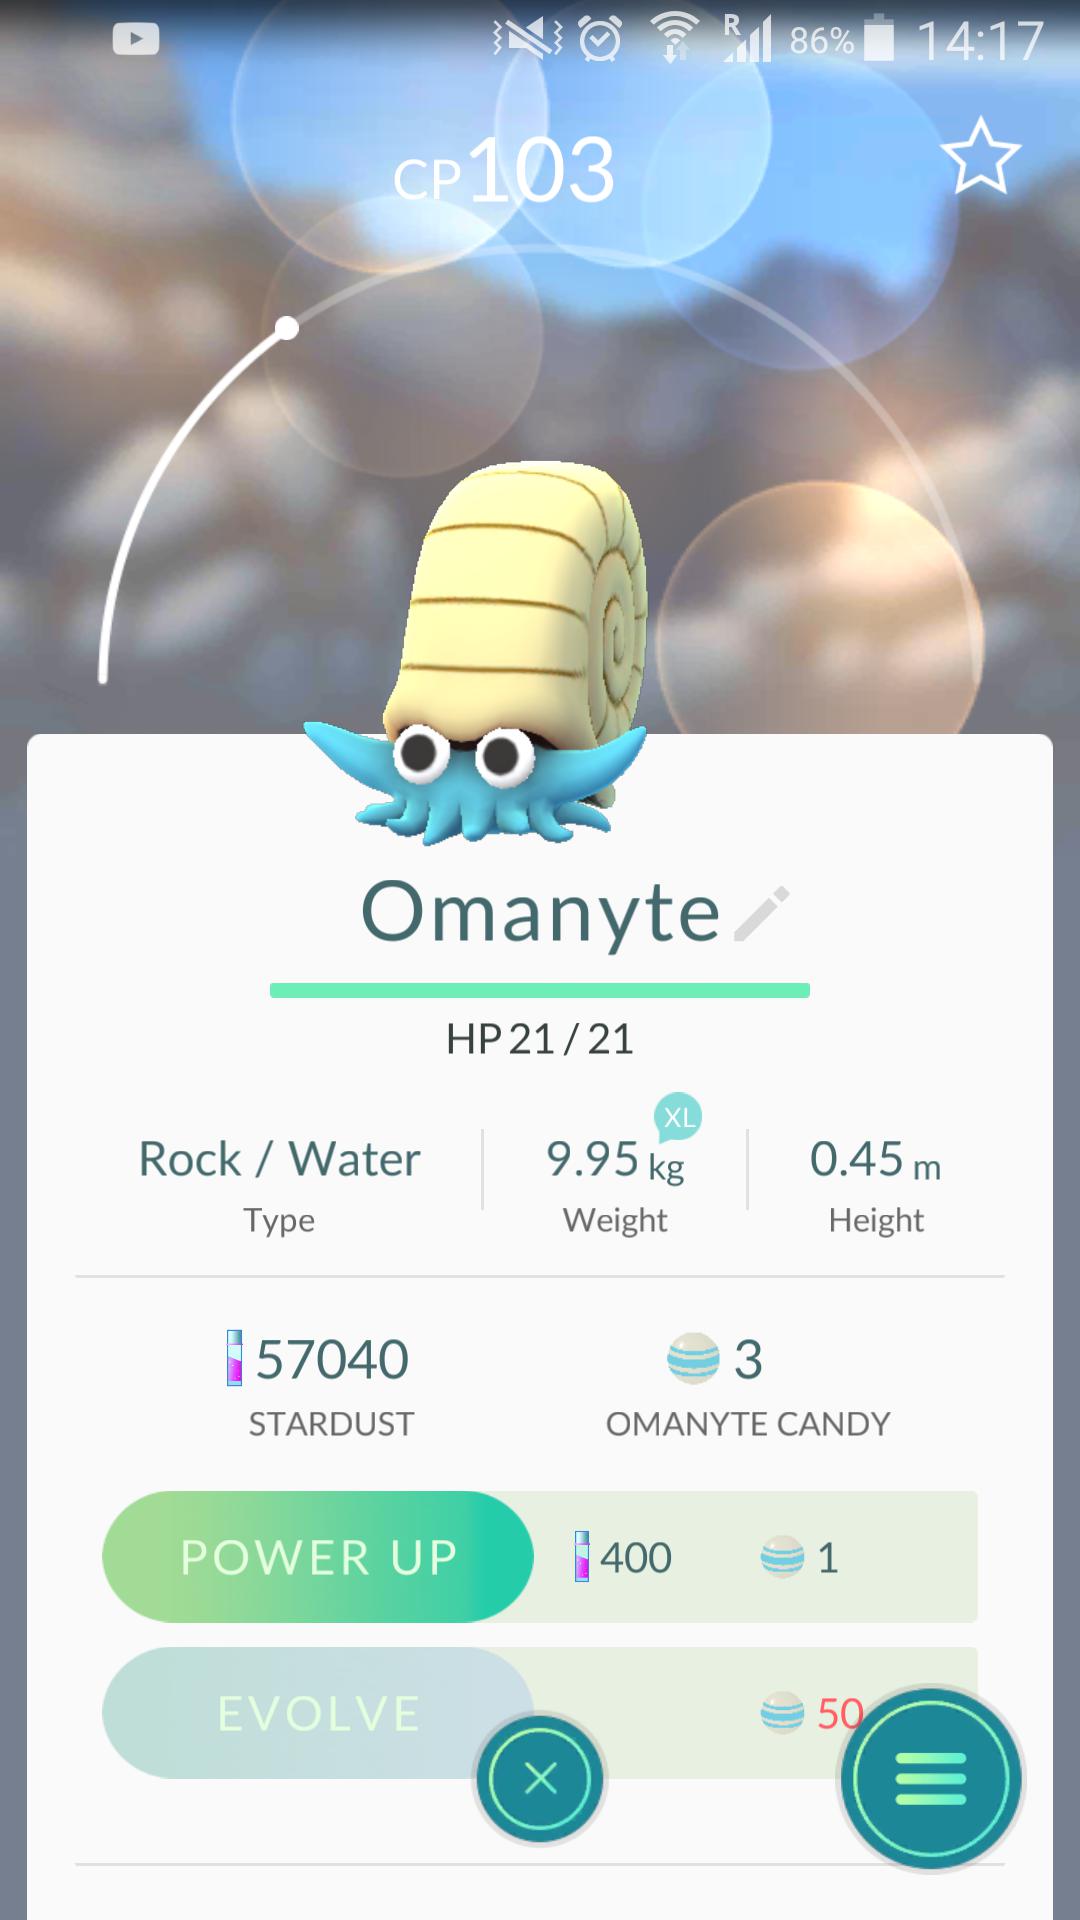 R 86% 14:17
CP103
Omanyte
HP 21 / 21
XL
Rock / Water 9.95 kg 0.45 m
Type Weight Height
57040 3
STARDUST OMANYTE CANDY
POWER UP 400 1
EVOLVE 50